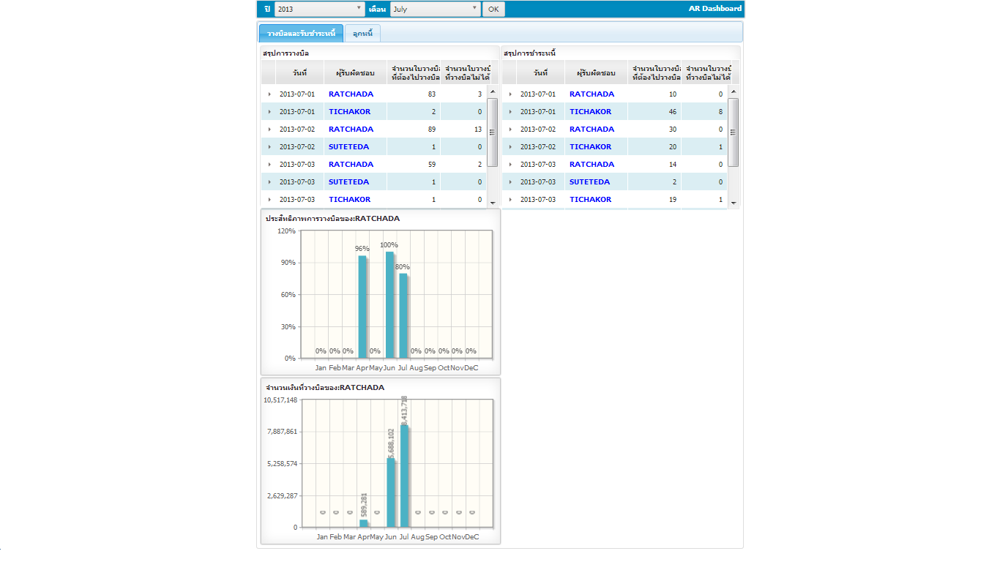 ปี 2013 เดือน July OK AR Dashboard
วางบิลและรับชำระหนี้ ลูกหนี้
สรุปการวางบิล
วันที่ ผู้รับผิดชอบ จำนวนใบวางบิล ที่ต้องไปวางบิล จำนวนใบวางบิ ที่วางบิลไม่ได้
2013-07-01 RATCHADA 83 3
2013-07-01 TICHAKOR 2 0
2013-07-02 RATCHADA 89 13
2013-07-02 SUTETEDA 1 0
2013-07-03 RATCHADA 59 2
2013-07-03 SUTETEDA 1 0
2013-07-03 TICHAKOR 1 0
สรุปการชำระหนี้
วันที่ ผู้รับผิดชอบ จำนวนใบวางบิล ที่ต้องไปวางบิล จำนวนใบวางบิ ที่วางบิลไม่ได้
2013-07-01 RATCHADA 10 0
2013-07-01 TICHAKOR 46 8
2013-07-02 RATCHADA 30 0
2013-07-02 TICHAKOR 20 1
2013-07-03 RATCHADA 14 0
2013-07-03 SUTETEDA 2 0
2013-07-03 TICHAKOR 19 1
ประสิทธิภาพการวางบิลของ:RATCHADA
120%
90%
60%
30%
0%
0% 0% 0% 96% 0% 100% 80% 0% 0% 0% 0% 0%
Jan Feb Mar Apr May Jun Jul Aug Sep Oct Nov DeC
จำนวนเงินที่วางบิลของ:RATCHADA
10,517,148
7,887,861
5,258,574
2,629,287
0
0 0 0 589,281 0 5,688,102 8,413,718 0 0 0 0 0
Jan Feb Mar Apr May Jun Jul Aug Sep Oct Nov DeC